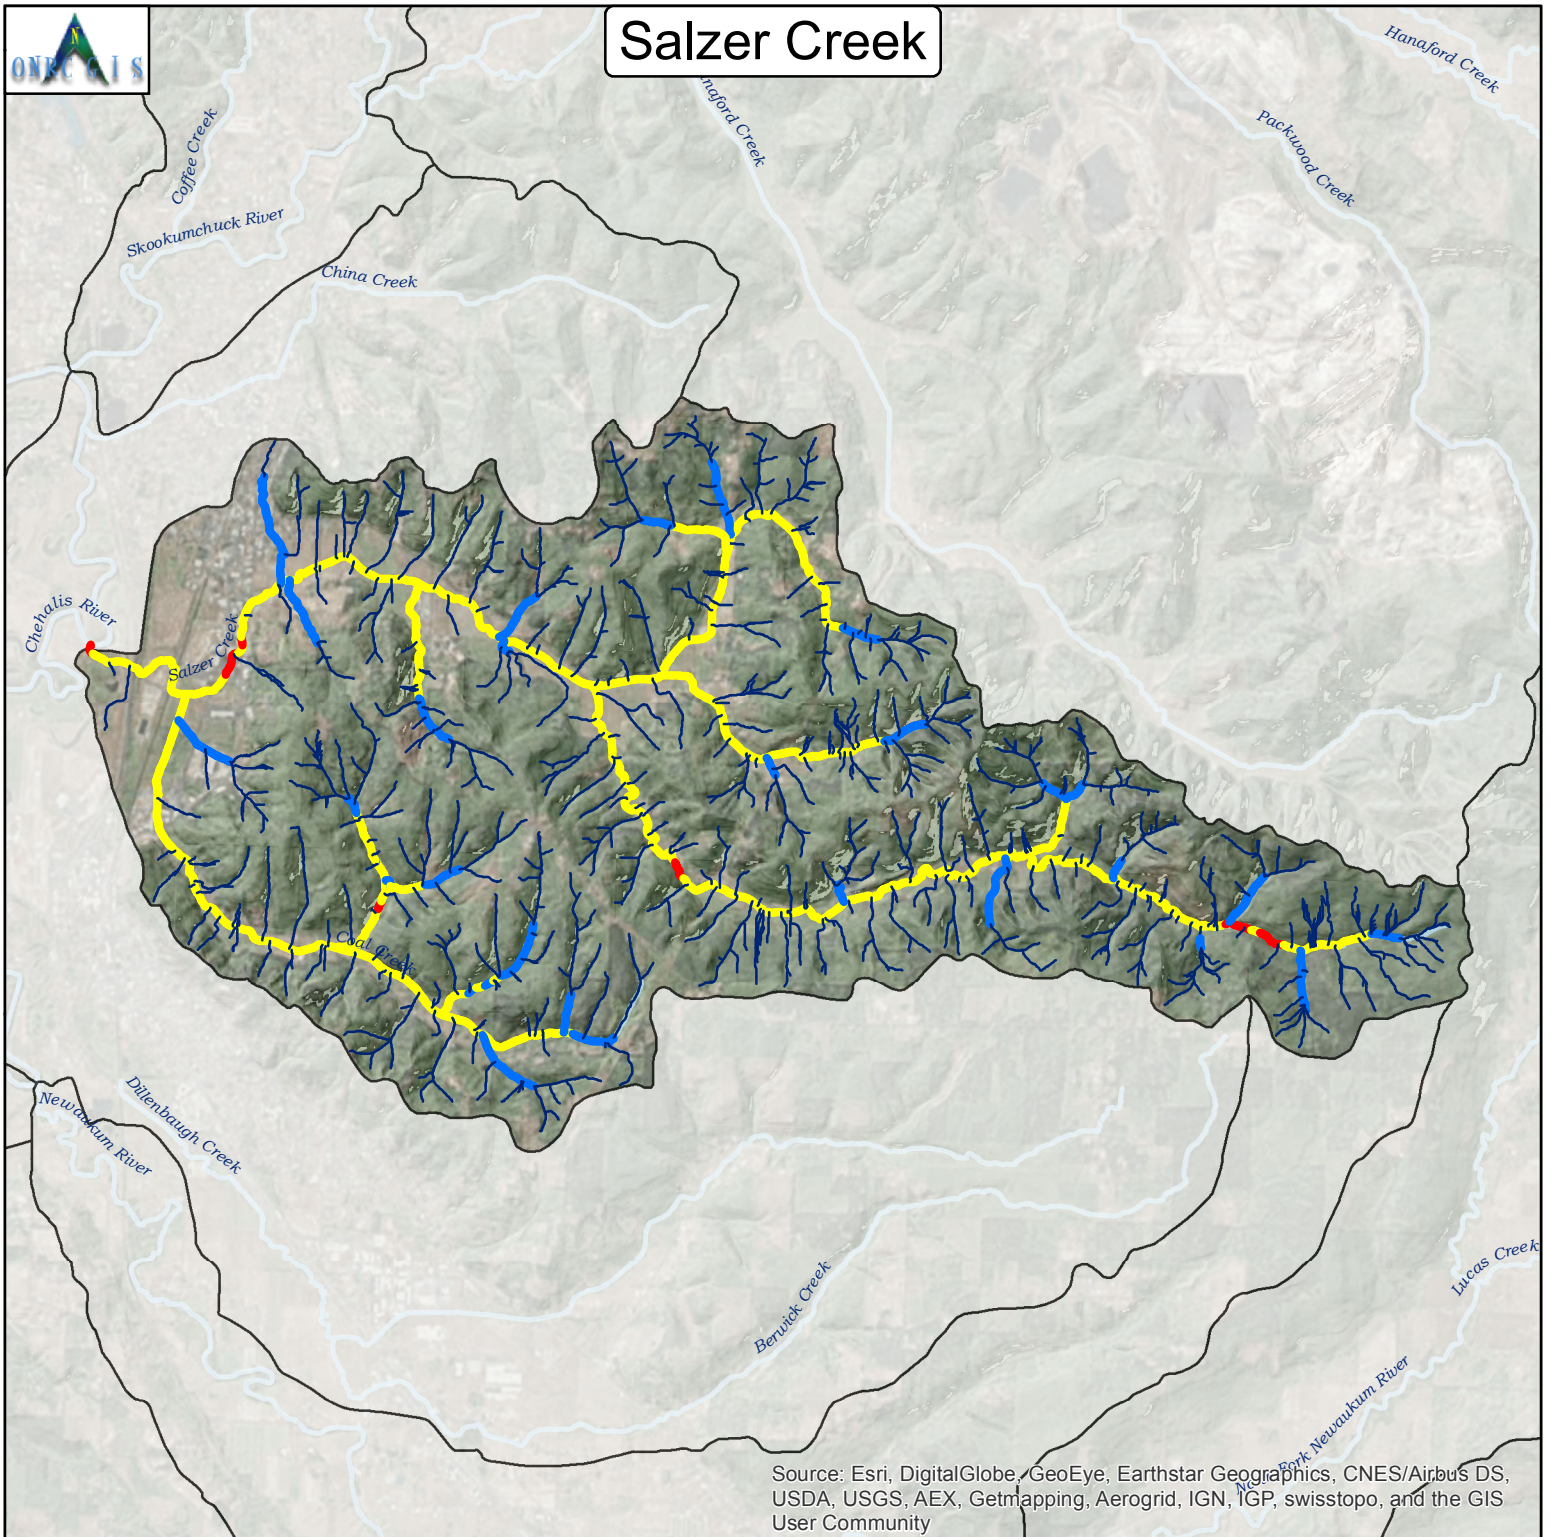 Salzer Creek
N
ONRC GIS
Hanaford Creek
naford Creek
Packwood Creek
Coffee Creek
Skookumchuck River
China Creek
Chehalis River
Salzer Creek
Coal Creek
Dillenbaugh Creek
Newaukum River
Berwick Creek
Lucas Creek
Fork Newaukum River
Source: Esri, DigitalGlobe, GeoEye, Earthstar Geographics, CNES/Airbus DS,
USDA, USGS, AEX, Getmapping, Aerogrid, IGN, IGP, swisstopo, and the GIS
User Community